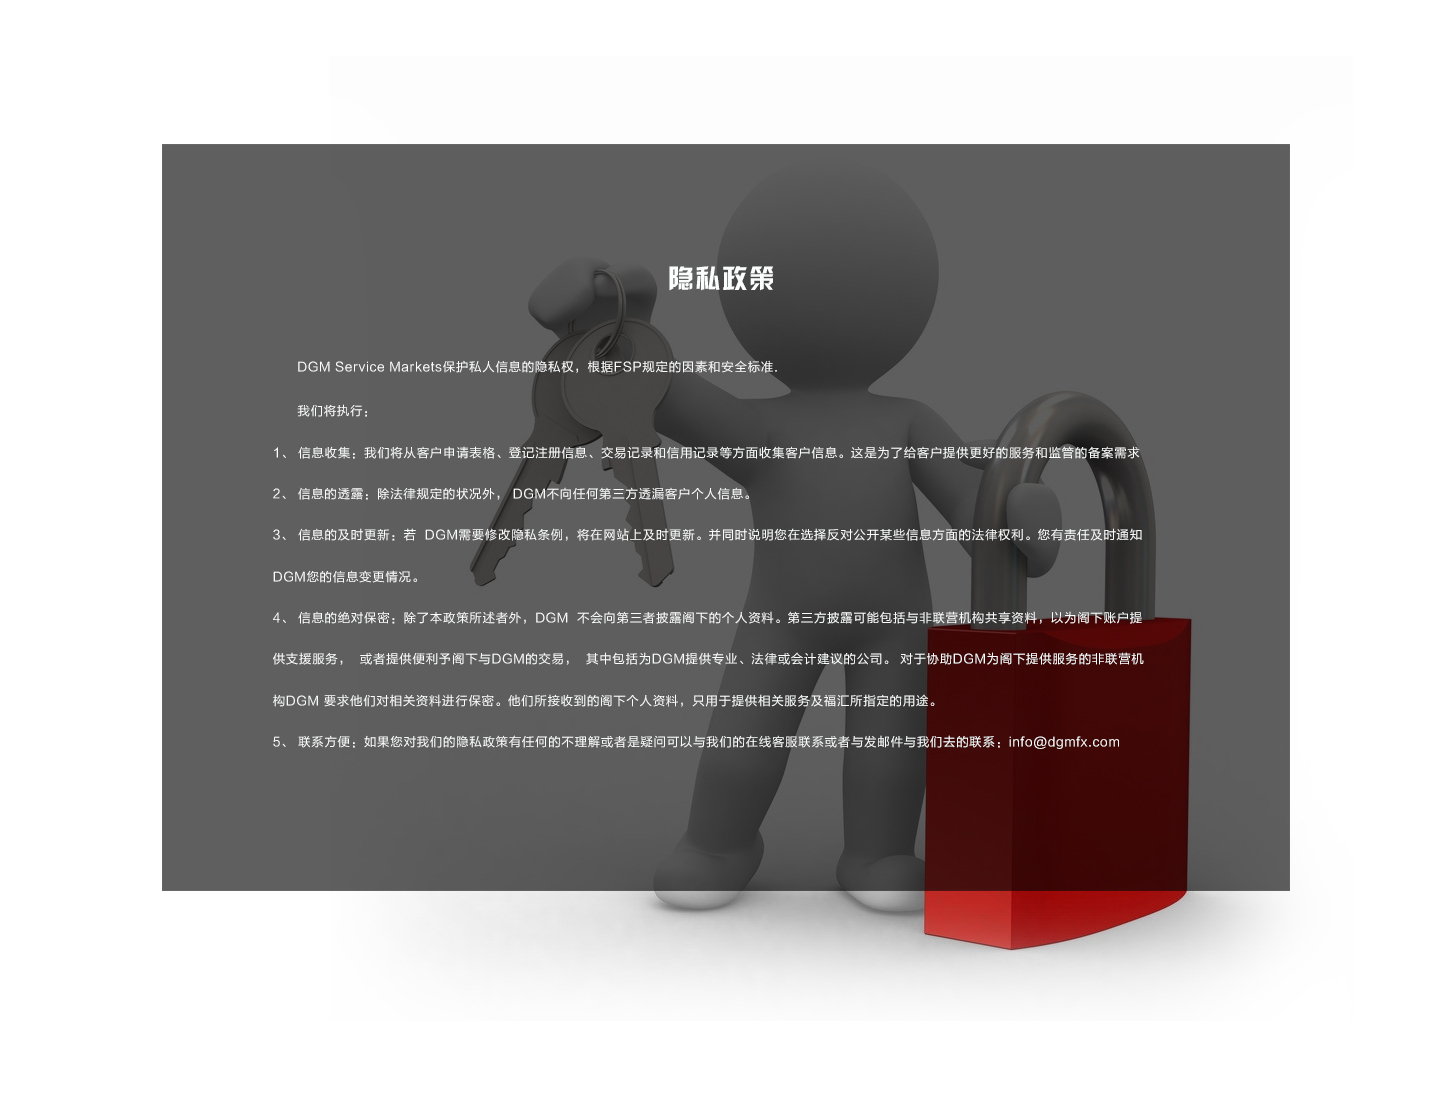 隐私政策
DGM Service Markets保护私人信息的隐私权，根据FSP规定的因素和安全标准.
我们将执行：
1、 信息收集：我们将从客户申请表格、登记注册信息、交易记录和信用记录等方面收集客户信息。这是为了给客户提供更好的服务和监管的备案需求
2、 信息的透露：除法律规定的状况外， DGM不向任何第三方透漏客户个人信息。
3、 信息的及时更新：若 DGM需要修改隐私条例，将在网站上及时更新。并同时说明您在选择反对公开某些信息方面的法律权利。您有责任及时通知
DGM您的信息变更情况。
4、 信息的绝对保密：除了本政策所述者外，DGM 不会向第三者披露阁下的个人资料。第三方披露可能包括与非联营机构共享资料，以为阁下账户提
供支援服务， 或者提供便利予阁下与DGM的交易， 其中包括为DGM提供专业、法律或会计建议的公司。 对于协助DGM为阁下提供服务的非联营机
构DGM 要求他们对相关资料进行保密。他们所接收到的阁下个人资料，只用于提供相关服务及福汇所指定的用途。
5、 联系方便：如果您对我们的隐私政策有任何的不理解或者是疑问可以与我们的在线客服联系或者与发邮件与我们去的联系：info@dgmfx.com